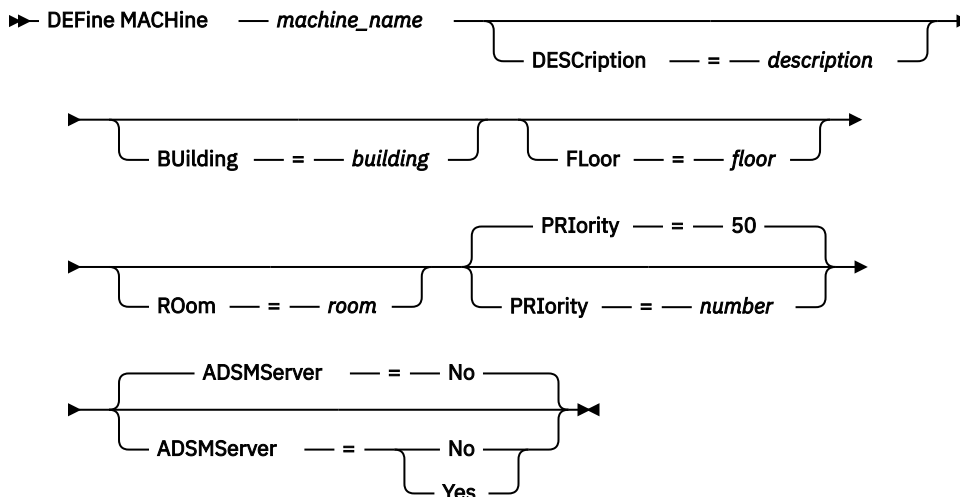 DEFine MACHine machine_name
DESCription = description
BUilding = building FLoor = floor
PRIority = 50
ROom = room PRIority = number
ADSMServer = No
ADSMServer = No
Yes